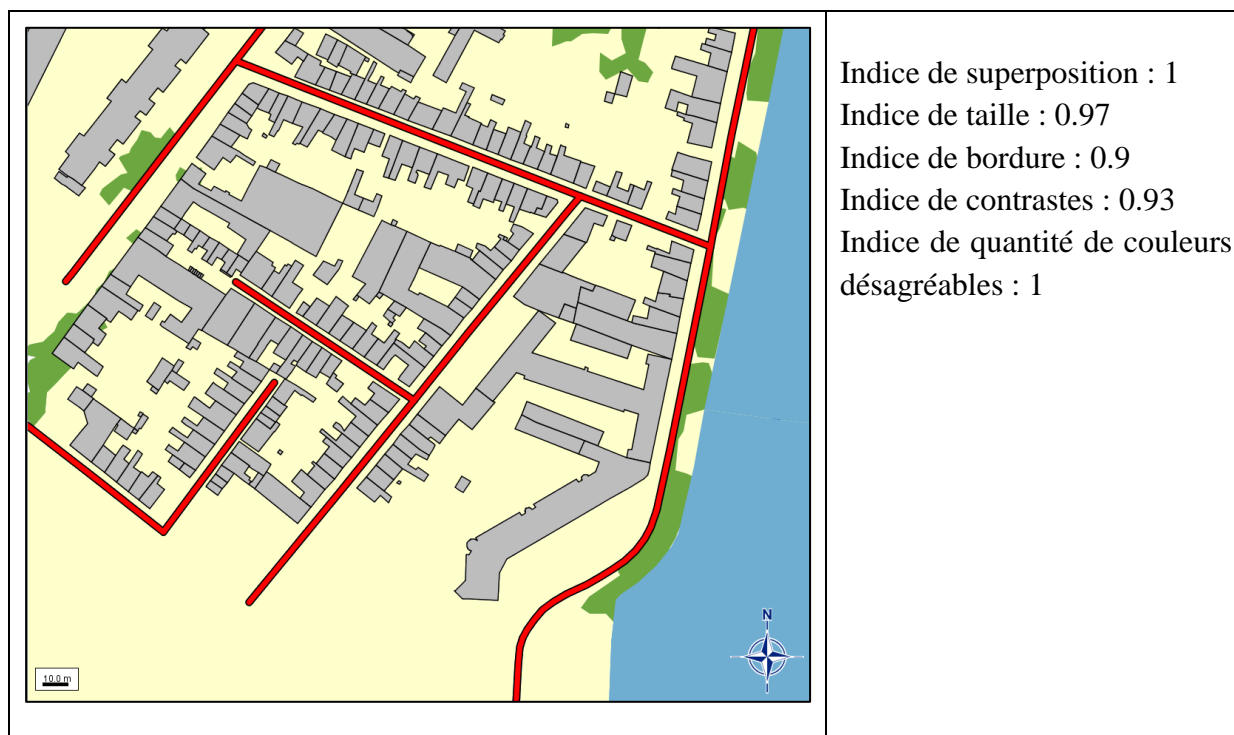 Indice de superposition : 1
Indice de taille : 0.97
Indice de bordure : 0.9
Indice de contrastes : 0.93
Indice de quantité de couleurs
désagréables : 1
N
10.0 m